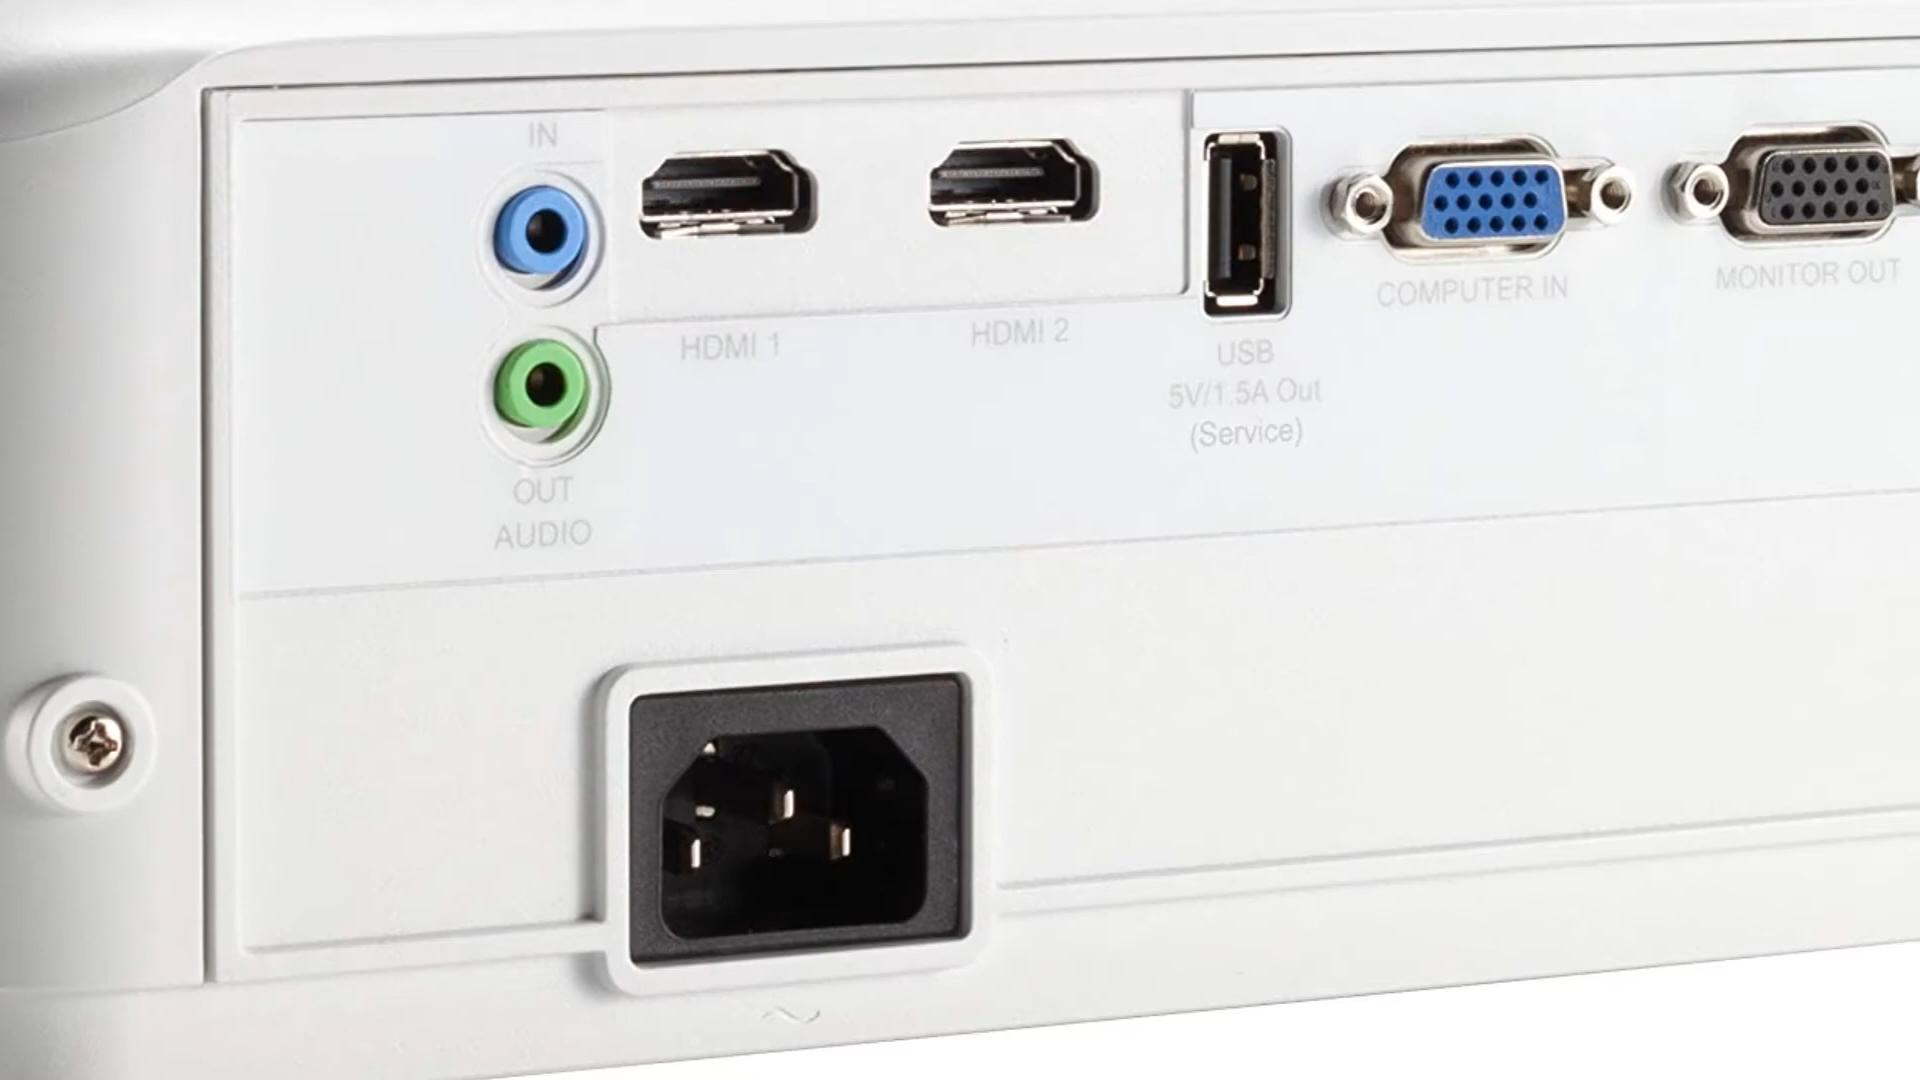 IN
OUT
AUDIO
HDMI 1
HDMI 2
USB
5V/1.5A Out
(Service)
COMPUTER IN
MONITOR OUT